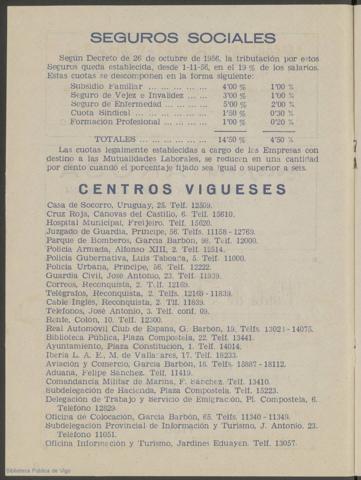 SEGUROS SOCIALES
Según Decreto de 26 de octubre de 1956, la tributación por estos
Seguros queda establecida, desde 1-11-56, en el 19 % de los salarios.
Estas cuotas se descomponen en la forma siguiente:
Subsidio Familiar ... ... ... ... 4'00 % 1'00 %
Seguro de Vejez e Invalidez ... ... 3'00 % 1'00 %
Seguro de Enfermedad ... ... ... 5'00 % 2'00 %
Cuota Sindical ... ... ... ... 1'50 % 0'30 %
Formación Profesional ... ... ... 1'00 % 0'20 %
TOTALES ... ... ... ... 14'50 % 4'50 %
Las cuotas legalmente establecidas a cargo de las Empresas con
destino a las Mutualidades Laborales, se reducen en una cantidad
por ciento cuando el porcentaje fijado sea igual o superior a seis.
CENTROS VIGUESES
Casa de Socorro, Uruguay, 25. Telf. 12509.
Cruz Roja, Cánovas del Castillo, 6. Telf. 15610.
Hospital Municipal, Freijeiro. Telf. 15620.
Juzgado de Guardia, Príncipe, 56. Telfs. 11158 - 12769.
Parque de Bomberos, García Barbón, 98. Telf. 12000.
Policía Armada, Alfonso XIII, 2. Telf. 11514.
Policía Gubernativa, Luis Taboada, 5. Telf. 11000.
Policía Urbana, Príncipe, 56. Telf. 12222.
Guardia Civil, José Antonio, 23. Telf. 11939.
Correos, Reconquista, 2. Telf. 12169.
Telégrafos, Reconquista, 2. Telfs. 12169 - 11839.
Cable Inglés, Reconquista, 2. Telf. 11859.
Teléfonos, José Antonio, 3. Telf. conf. 09.
Renfe, Colón, 10. Telf. 12300.
Real Automóvil Club de España, G. Barbón, 19. Telfs. 13021 - 14075.
Biblioteca Pública, Plaza Compostela, 22. Telf. 13441.
Ayuntamiento, Plaza Constitución, 1. Telf. 14014.
Iberia L. A. E., M. de Valladares, 17. Telf. 18233.
Aviación y Comercio, García Barbón, 18. Telfs. 15887 - 18112.
Aduana, Felipe Sánchez. Telf. 11419.
Comandancia Militar de Marina, F. Sánchez. Telf. 13410.
Subdelegación de Hacienda, Plaza Compostela. Telf. 15223.
Delegación de Trabajo y Servicio de Emigración, Pl. Compostela, 6.
Teléfono 12829.
Oficina de Colocación, García Barbón, 65. Telfs. 11340 - 11349.
Subdelegación Provincial de Información y Turismo, J. Antonio. 23.
Teléfono 11051.
Oficina Información y Turismo, Jardines Eduayen. Telf. 13057.
Biblioteca Pública de Vigo